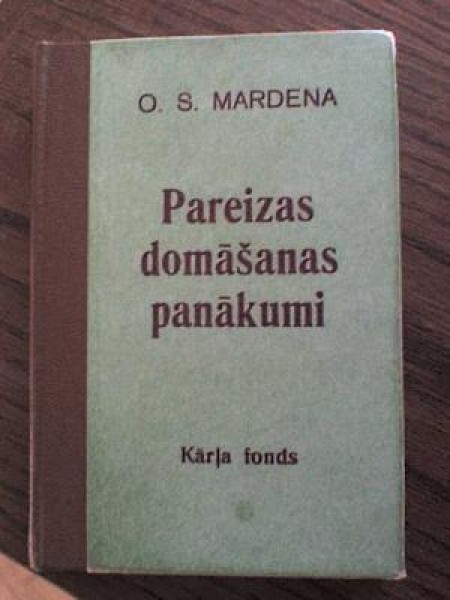 O. S. MARDENA
Pareizas
domāšanas
panākumi
Kārļa fonds